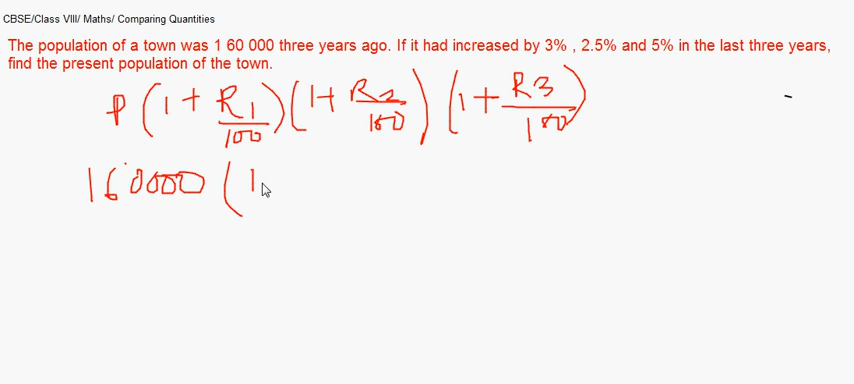 CBSE/Class VIII/ Maths/ Comparing Quantities
The population of a town was 1 60 000 three years ago. If it had increased by 3% , 2.5% and 5% in the last three years,
find the present population of the town.
P (1 + R1/100) (1+ R2/100) (1 + R3/100)
160000 (1